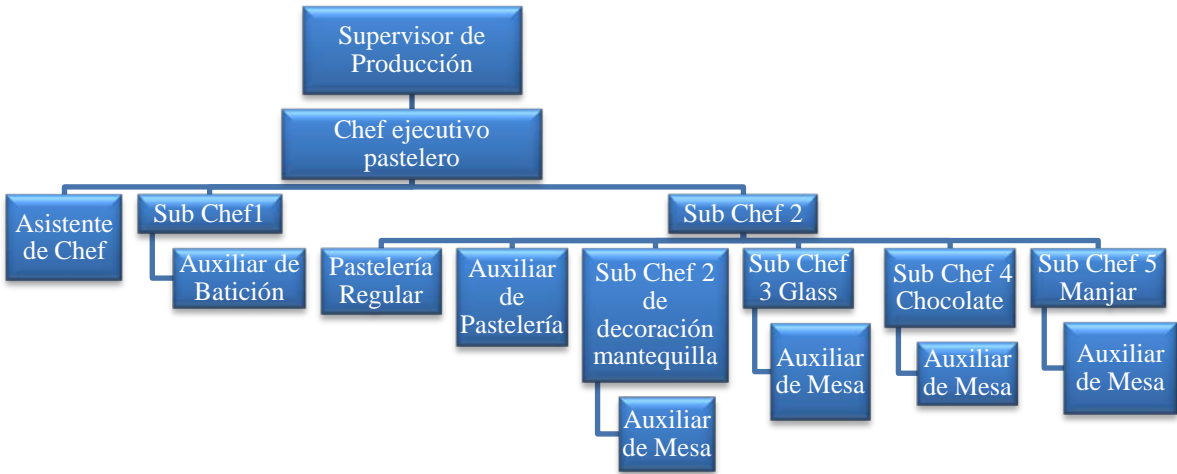 Supervisor de
Producción
Chef ejecutivo
pastelero
Asistente
de Chef
Sub Chef1
Auxiliar de
Batición
Sub Chef 2
Pastelería
Regular
Auxiliar
de
Pastelería
Sub Chef 2
de
decoración
mantequilla
Auxiliar
de Mesa
Sub Chef
3 Glass
Auxiliar
de Mesa
Sub Chef 4
Chocolate
Auxiliar
de Mesa
Sub Chef 5
Manjar
Auxiliar
de Mesa